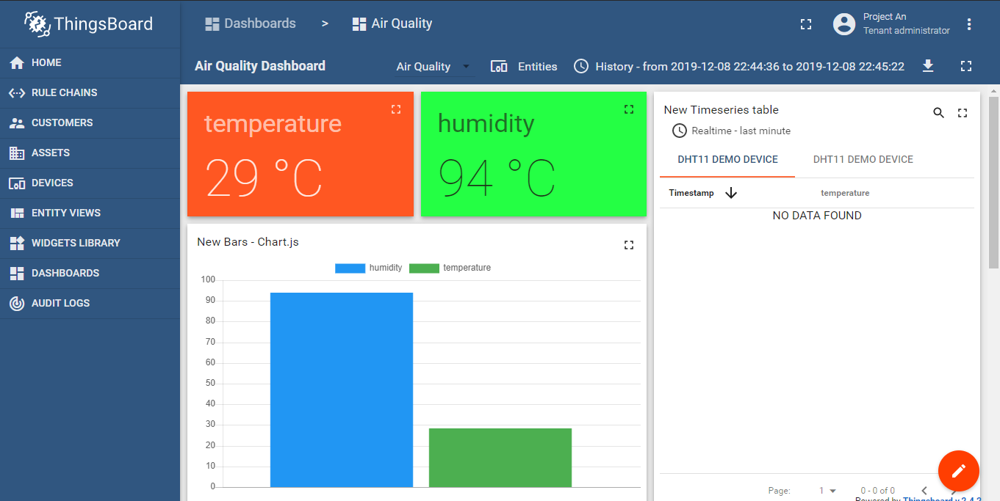 ThingsBoard
HOME
RULE CHAINS
CUSTOMERS
ASSETS
DEVICES
ENTITY VIEWS
WIDGETS LIBRARY
DASHBOARDS
AUDIT LOGS
Dashboards > Air Quality
Project An
Tenant administrator
Air Quality Dashboard Air Quality Entities History - from 2019-12-08 22:44:36 to 2019-12-08 22:45:22
temperature
29 °C
humidity
94 °C
New Bars - Chart.js
humidity temperature
100
90
80
70
60
50
40
30
20
10
0
New Timeseries table
Realtime - last minute
DHT11 DEMO DEVICE DHT11 DEMO DEVICE
Timestamp temperature
NO DATA FOUND
Page: 1 0 - 0 of 0
Powered by Thingsboard v.2.4.2